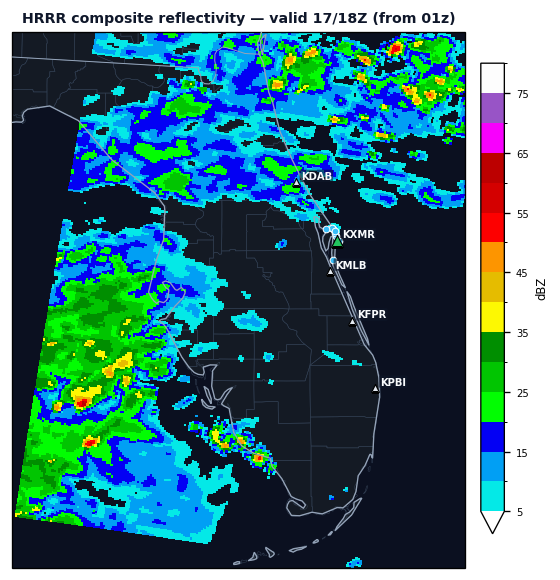 HRRR composite reflectivity — valid 17/18Z (from 01z)
75
65
55
45
35
25
15
5
dBZ
KDAB
KXMR
KMLB
KFPR
KPBI